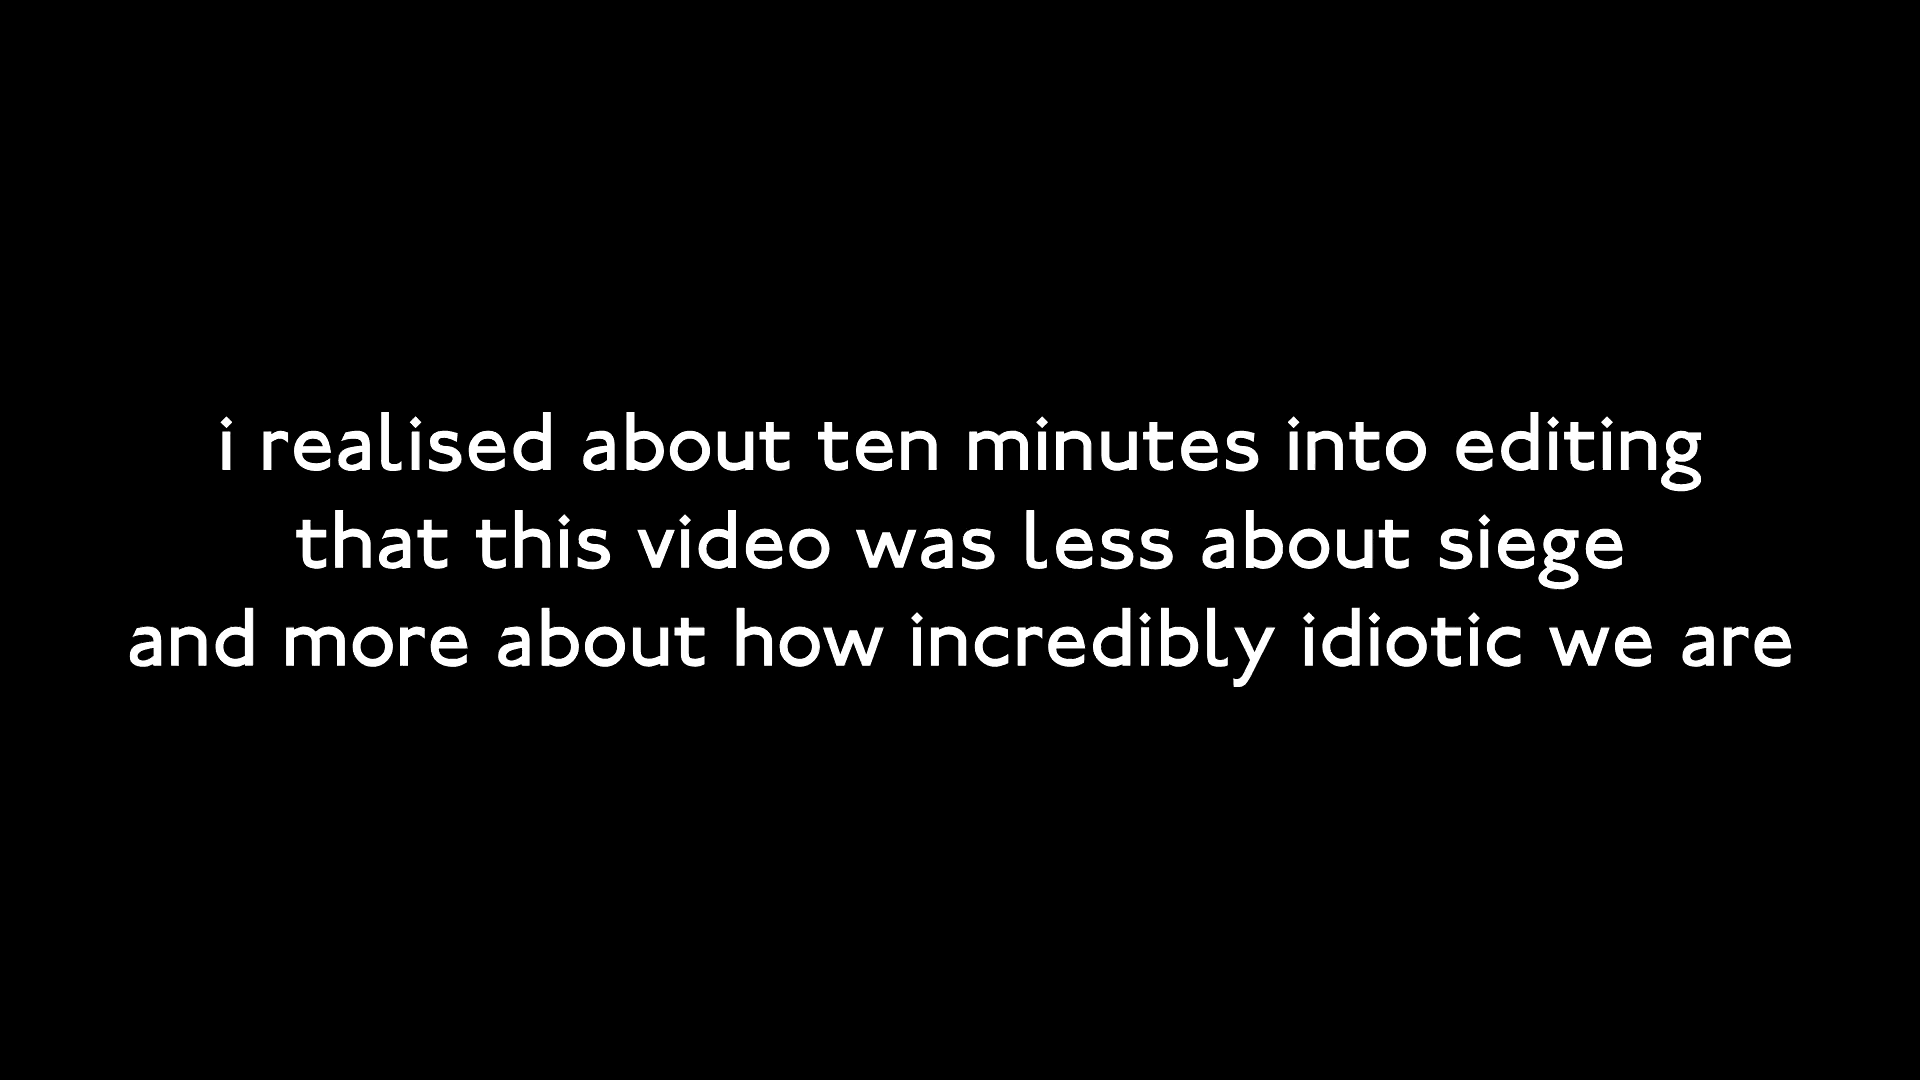 i realised about ten minutes into editing
that this video was less about siege
and more about how incredibly idiotic we are